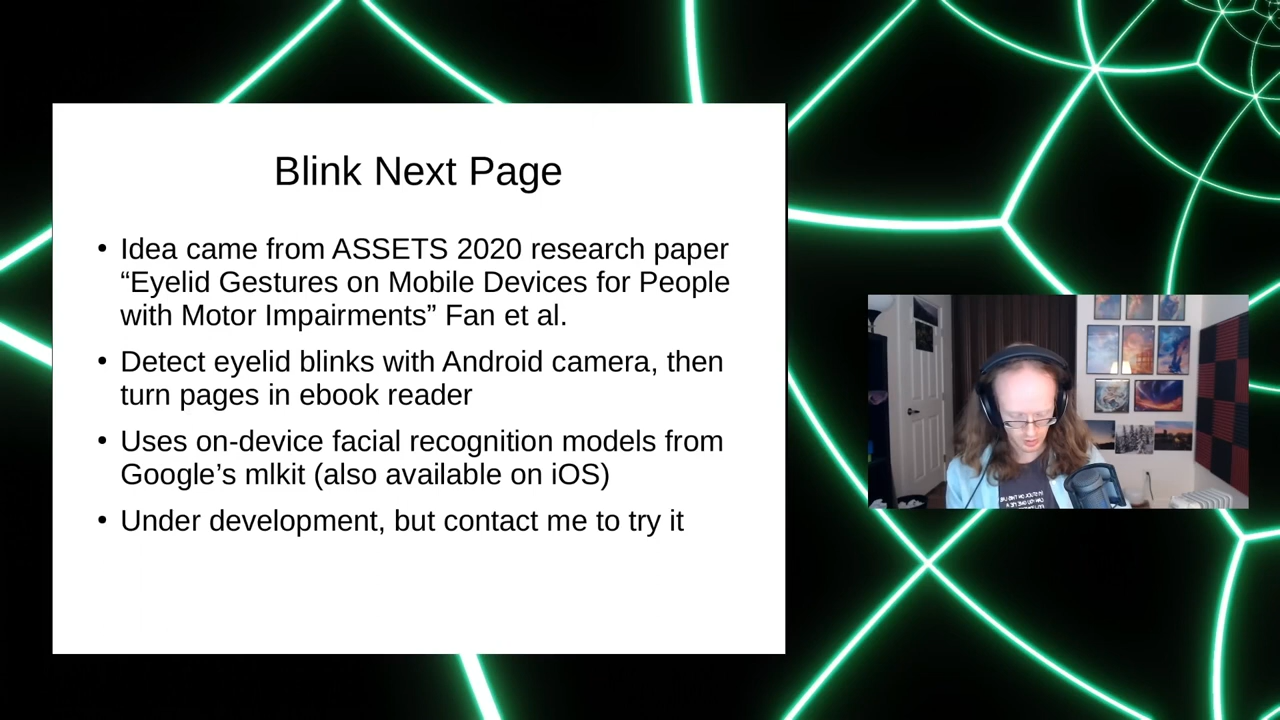 Blink Next Page
• Idea came from ASSETS 2020 research paper
“Eyelid Gestures on Mobile Devices for People
with Motor Impairments” Fan et al.
• Detect eyelid blinks with Android camera, then
turn pages in ebook reader
• Uses on-device facial recognition models from
Google’s mlkit (also available on iOS)
• Under development, but contact me to try it